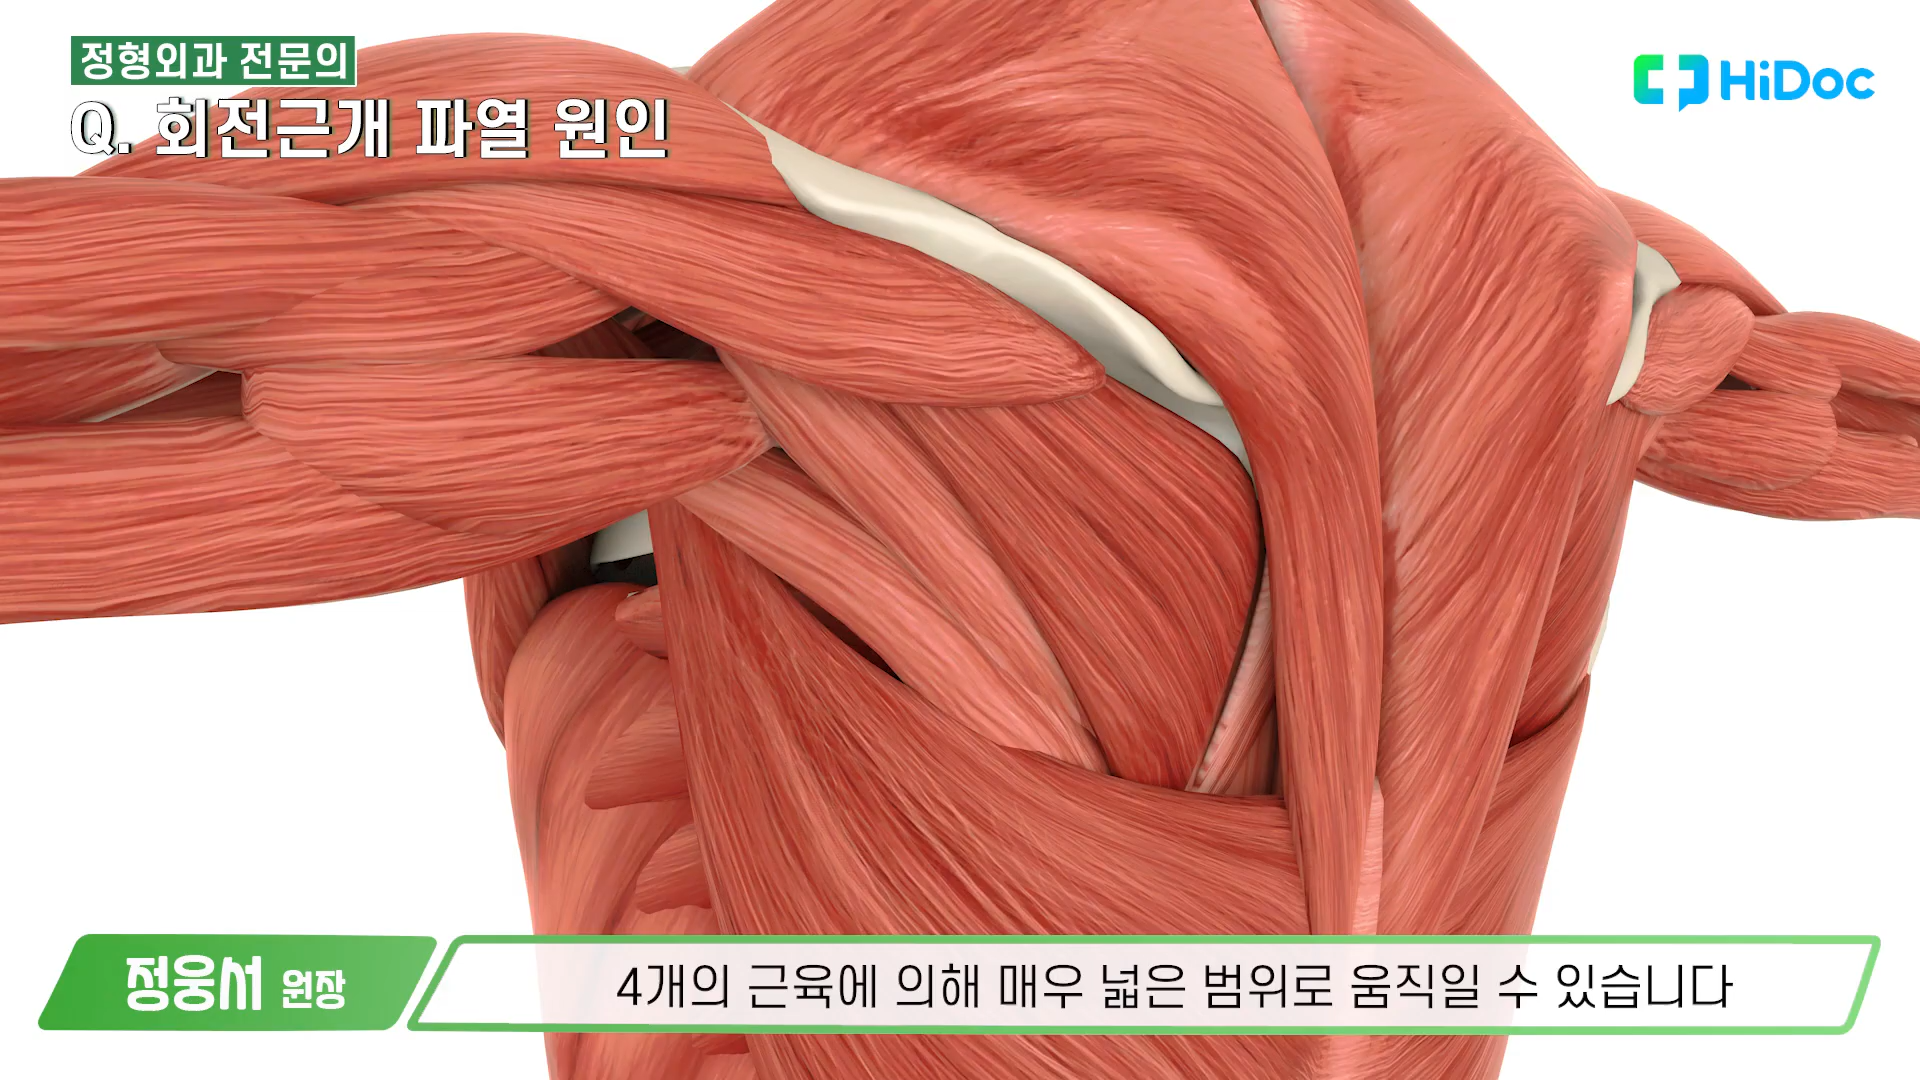 정형외과 전문의
HiDoc
Q. 회전근개 파열 원인
정웅서 원장
4개의 근육에 의해 매우 넓은 범위로 움직일 수 있습니다